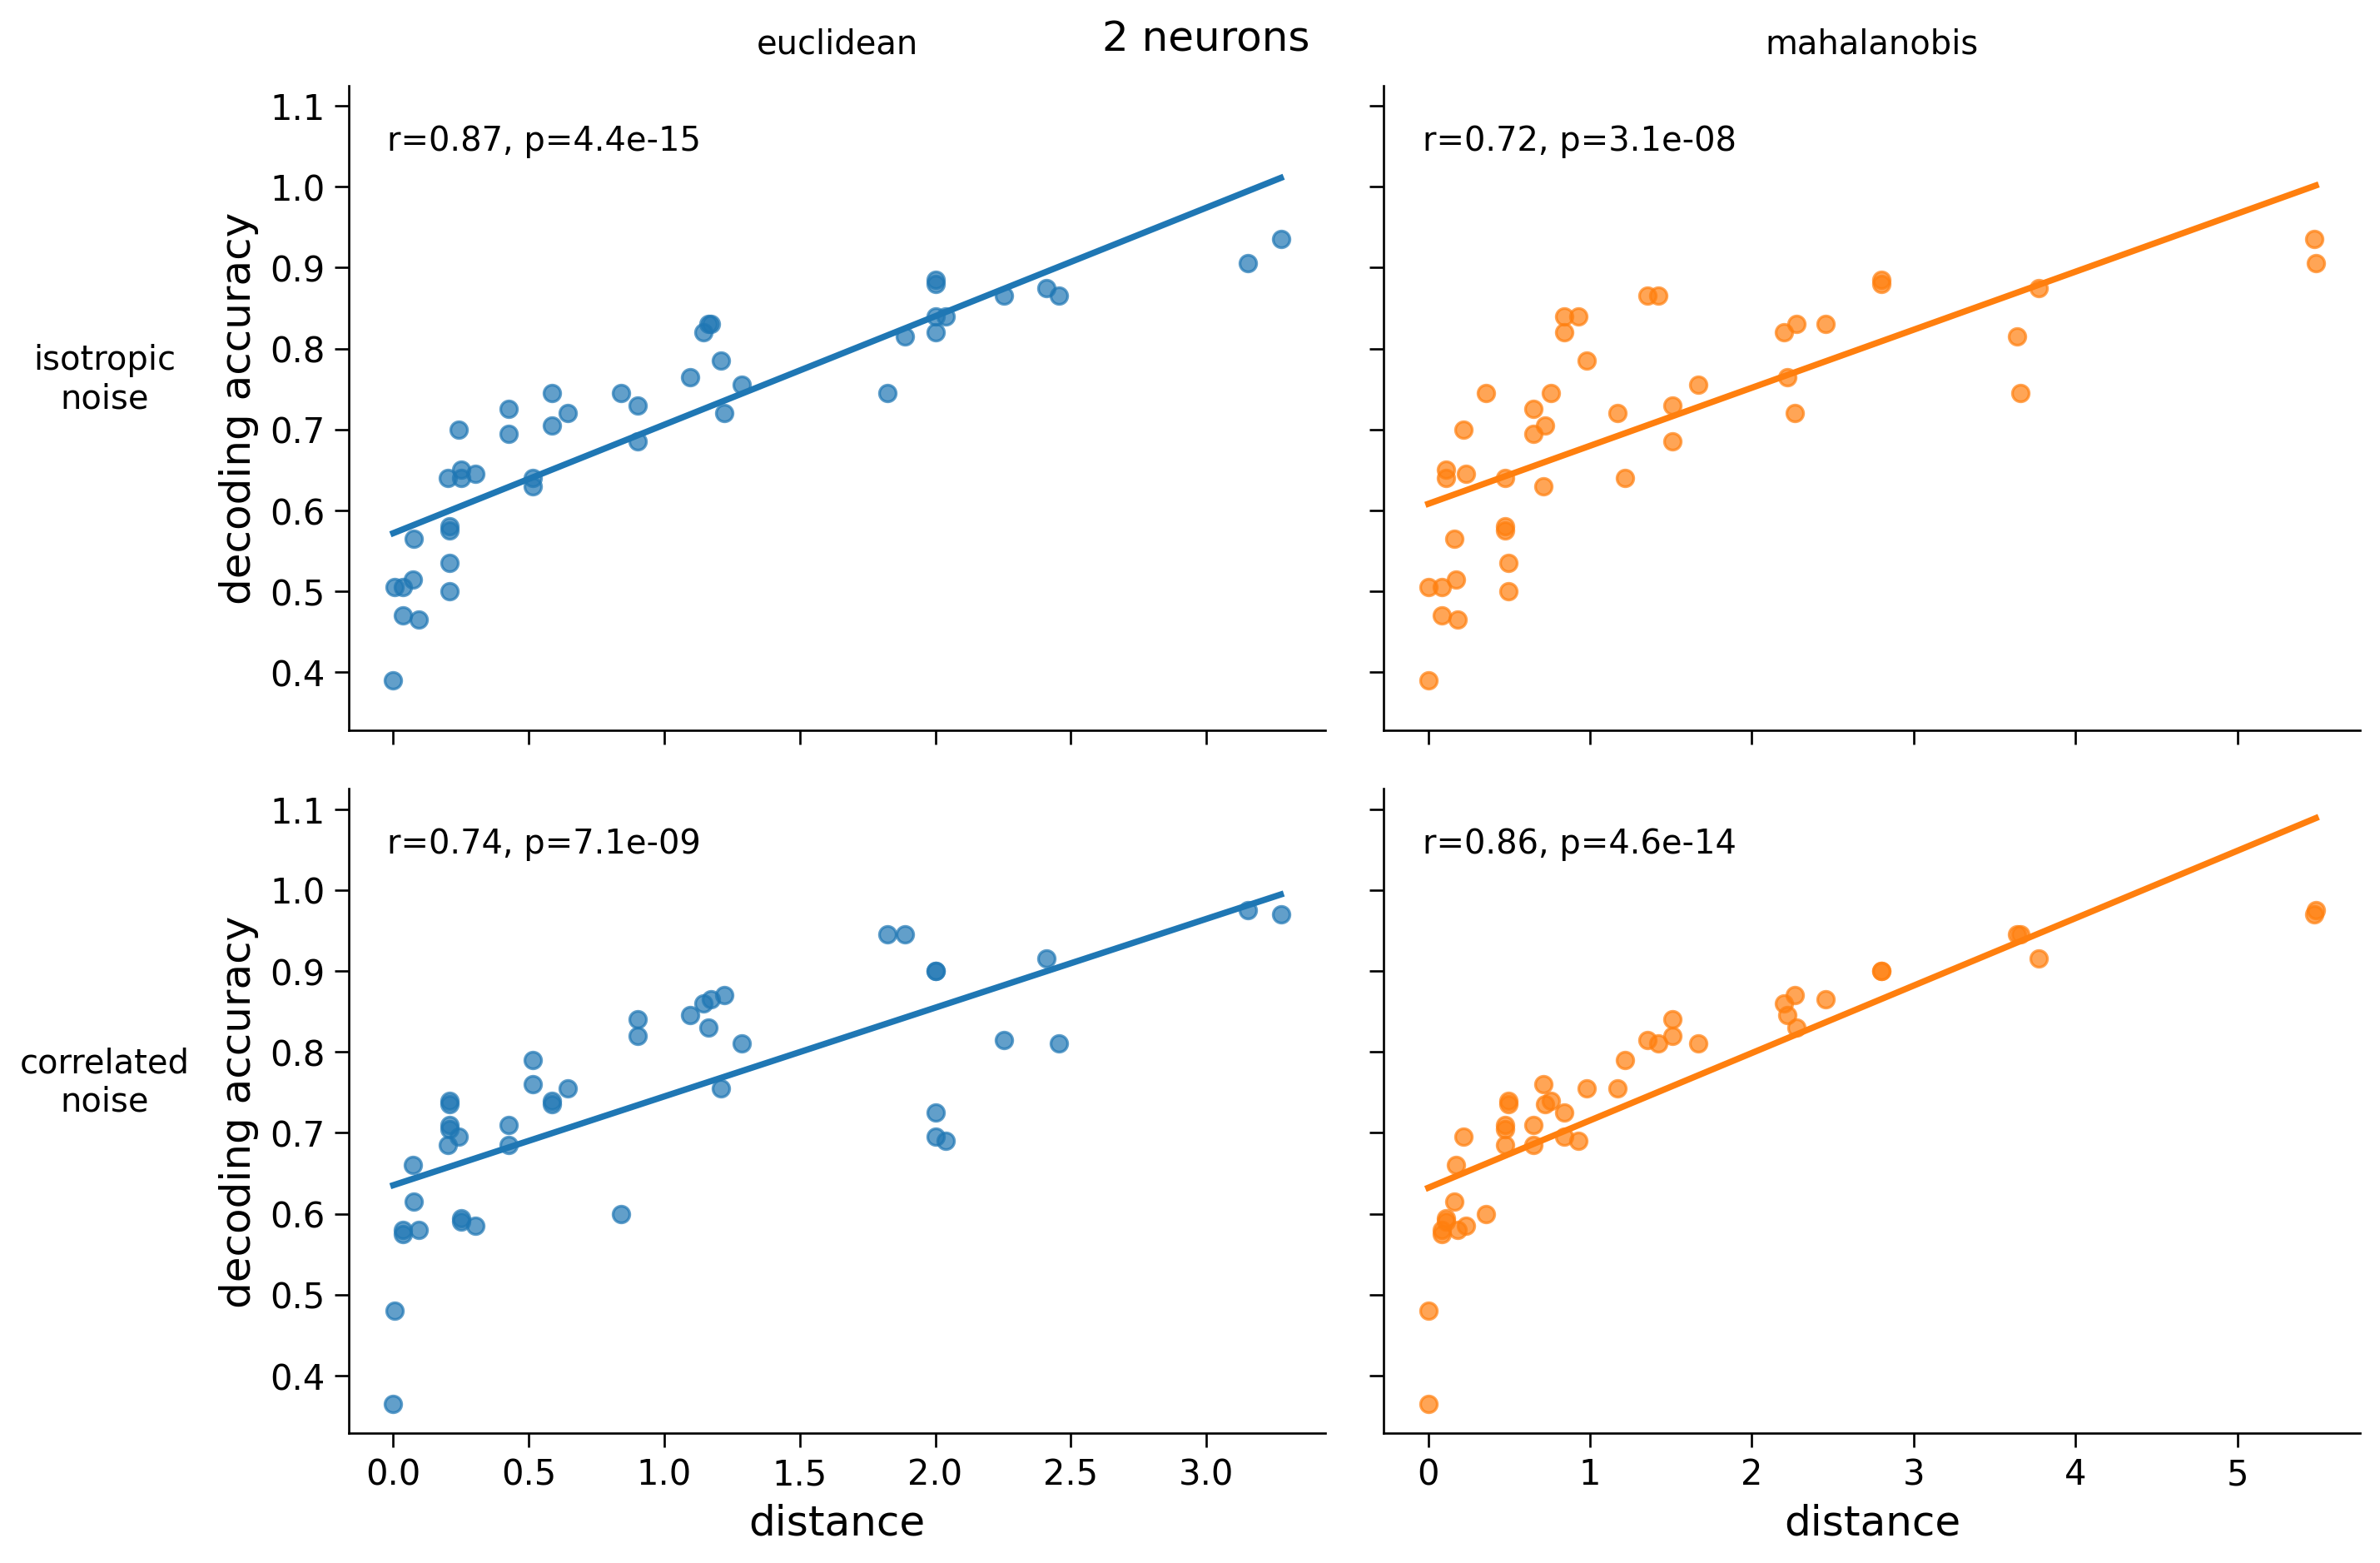 2 neurons
euclidean
mahalanobis
isotropic
noise
decoding accuracy
1.1
1.0
0.9
0.8
0.7
0.6
0.5
0.4
r=0.87, p=4.4e-15
r=0.72, p=3.1e-08
correlated
noise
decoding accuracy
1.1
1.0
0.9
0.8
0.7
0.6
0.5
0.4
r=0.74, p=7.1e-09
r=0.86, p=4.6e-14
0.0 0.5 1.0 1.5 2.0 2.5 3.0
distance
0 1 2 3 4 5
distance